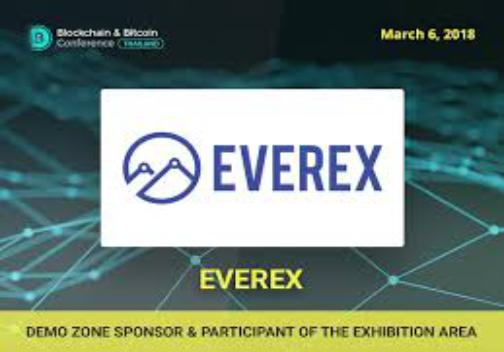 Blockchain & Bitcoin
Conference THAILAND
March 6, 2018
EVEREX
EVEREX
DEMO ZONE SPONSOR & PARTICIPANT OF THE EXHIBITION AREA